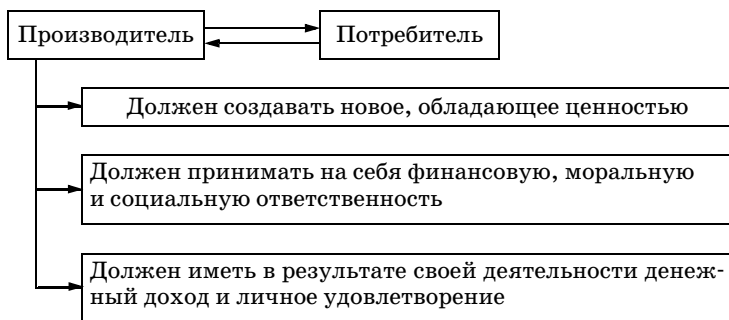 Производитель
Потребитель
Должен создавать новое, обладающее ценностью
Должен принимать на себя финансовую, моральную
и социальную ответственность
Должен иметь в результате своей деятельности денеж-
ный доход и личное удовлетворение